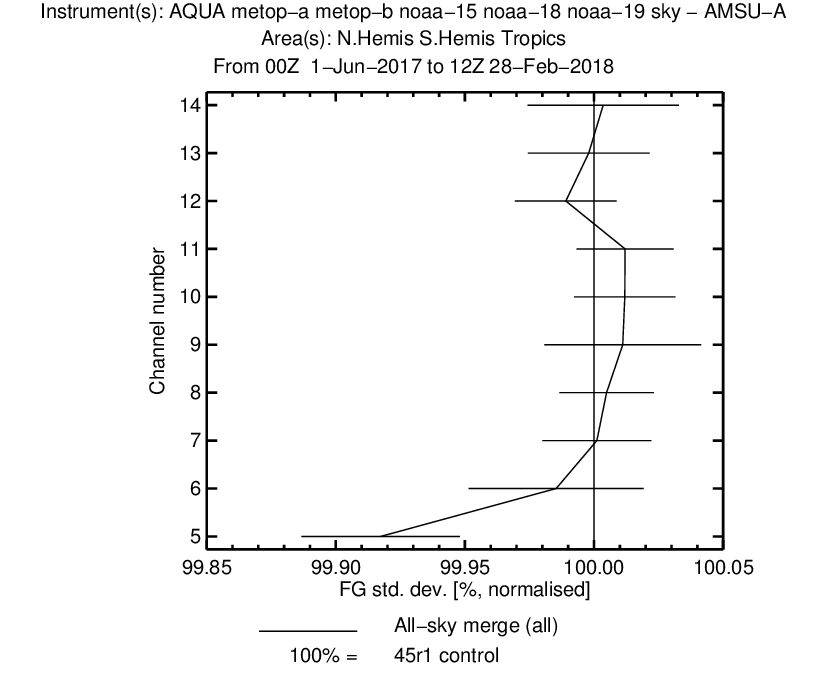 Instrument(s): AQUA metop−a metop−b noaa−15 noaa−18 noaa−19 sky − AMSU−A
Area(s): N.Hemis S.Hemis Tropics
From 00Z 1−Jun−2017 to 12Z 28−Feb−2018
14
13
12
11
10
9
8
7
6
5
Channel number
99.85 99.90 99.95 100.00 100.05
FG std. dev. [%, normalised]
All−sky merge (all)
100% = 45r1 control